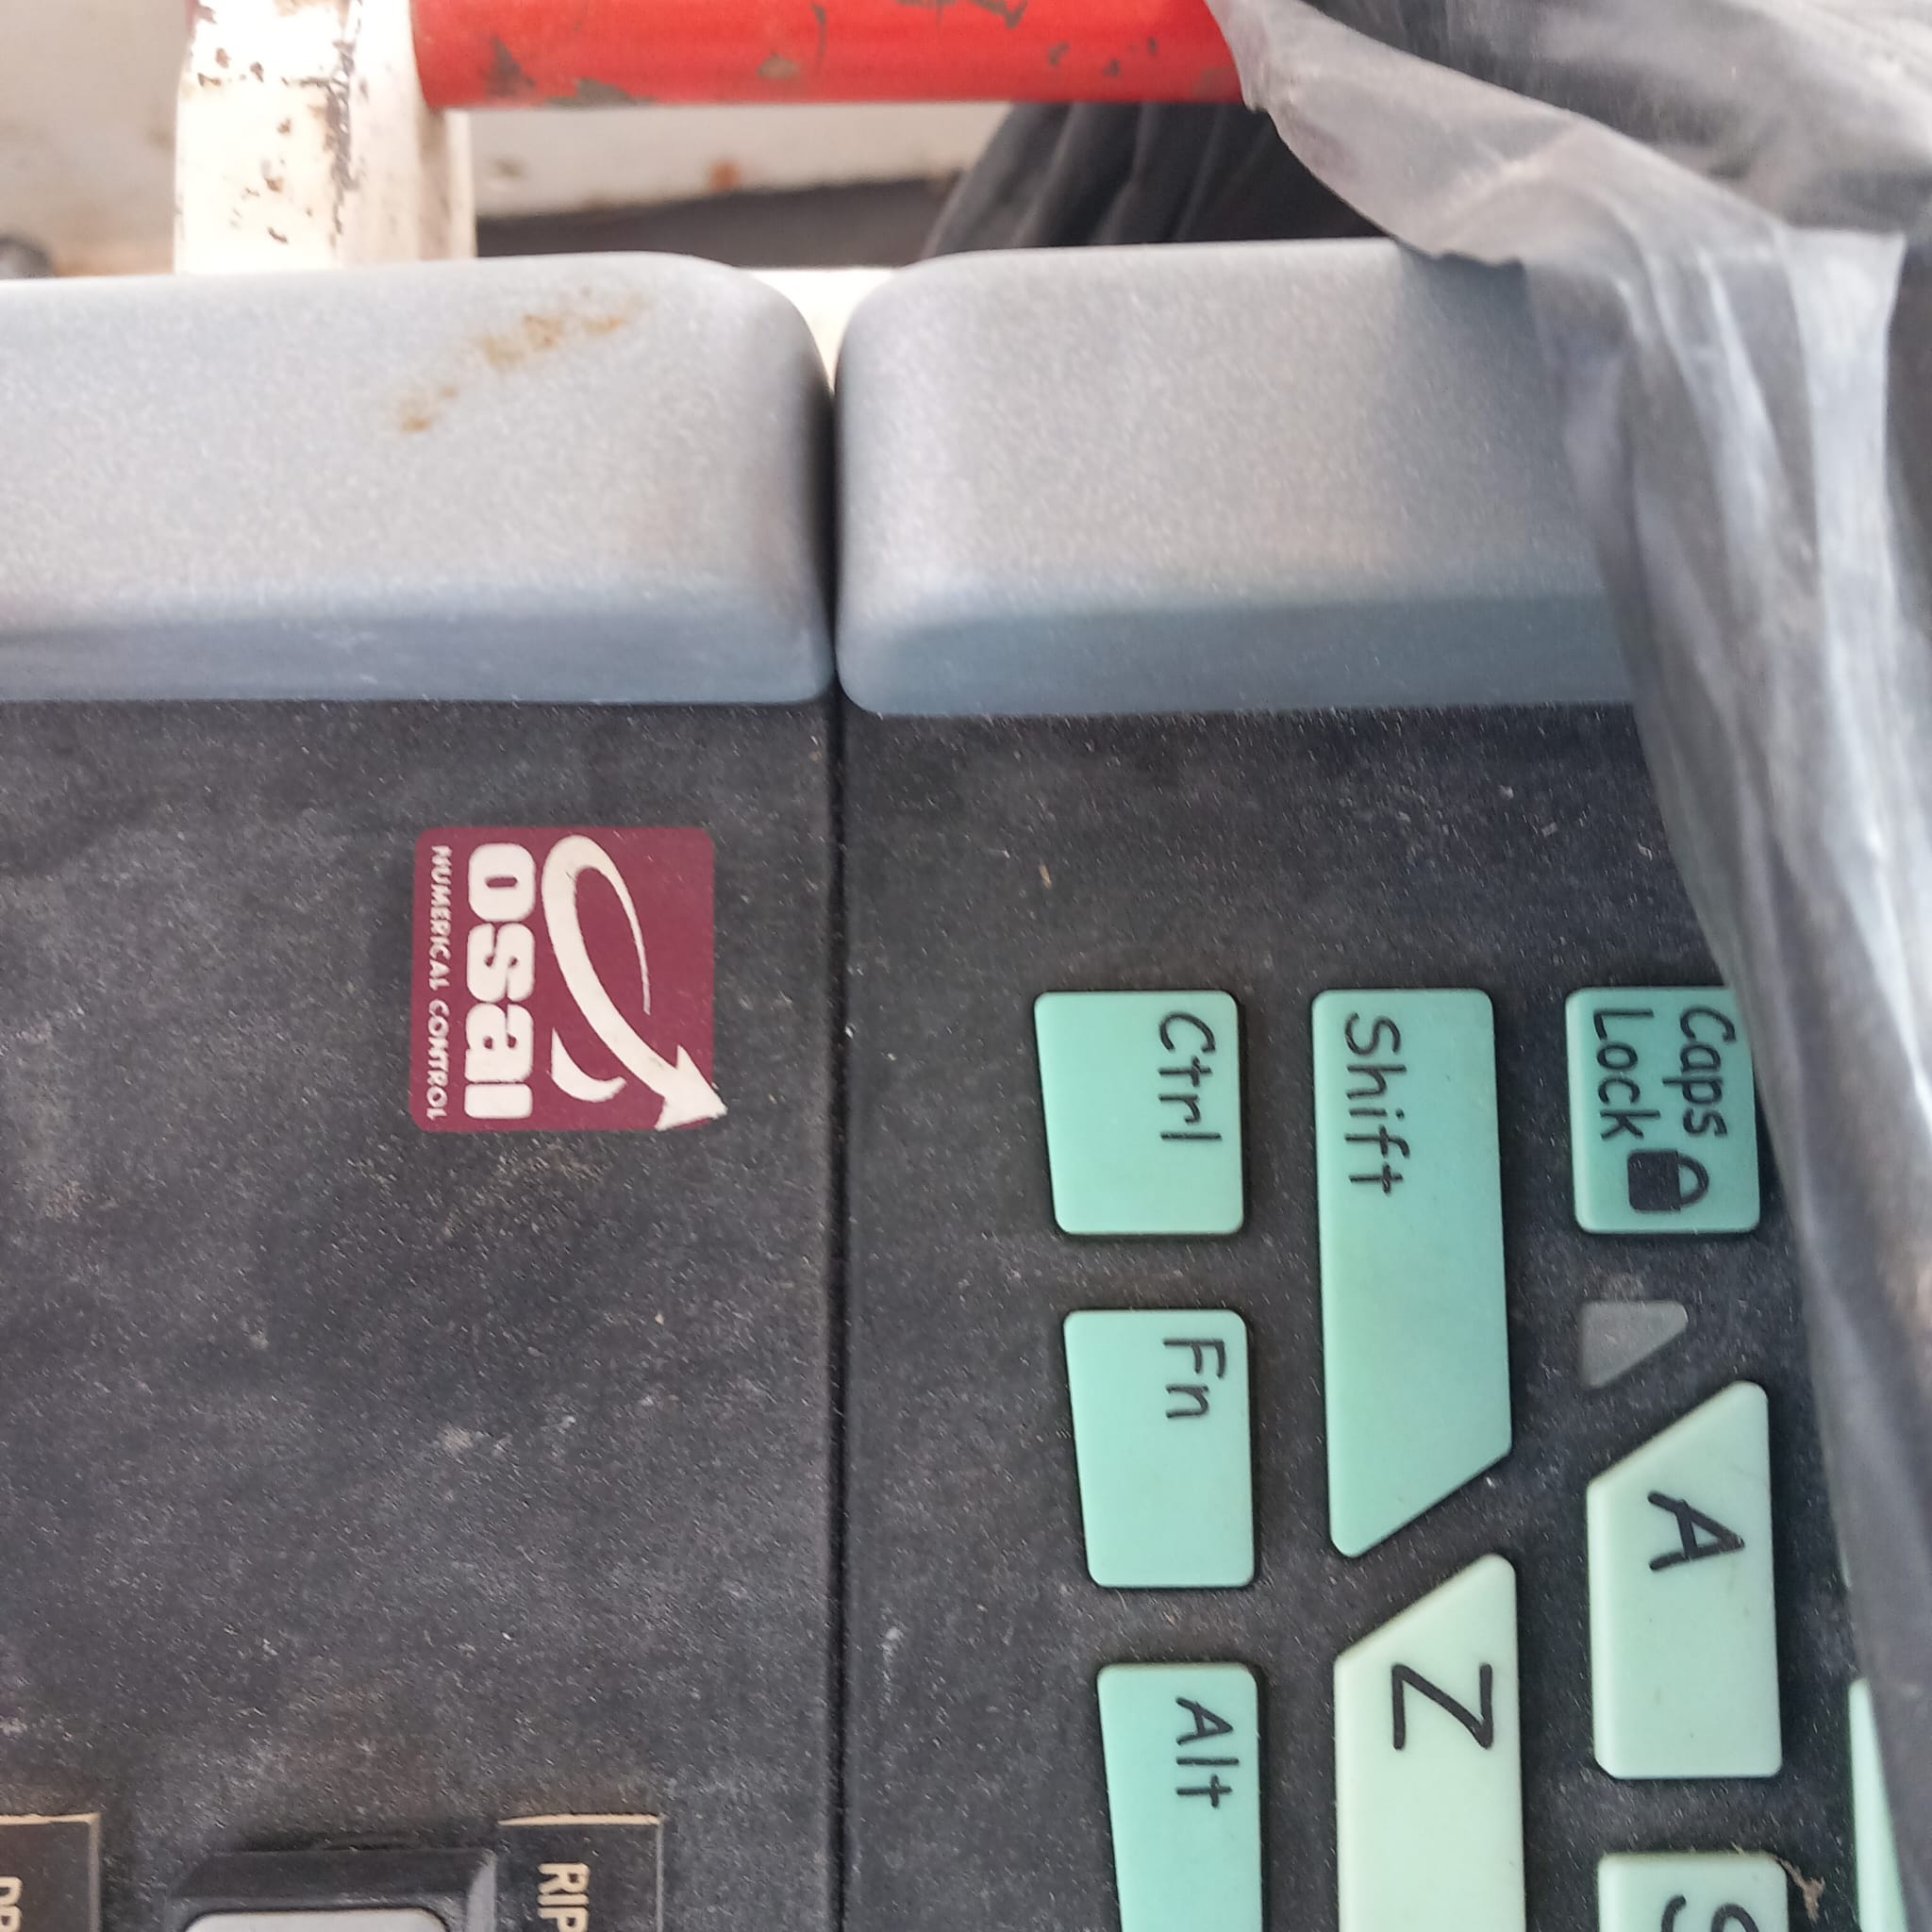 osai
NUMERICAL CONTROL
Caps
Lock
A
Shift
Z
Ctrl
Fn
Alt